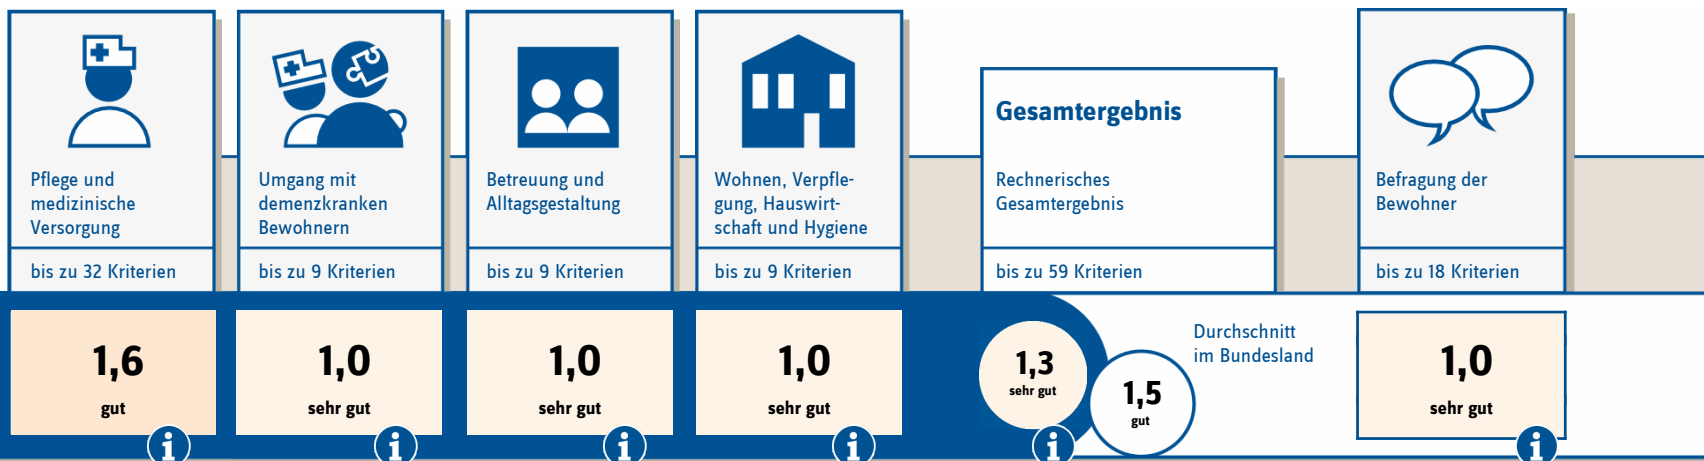 Pflege und
medizinische
Versorgung
bis zu 32 Kriterien
1,6
gut
i
Umgang mit
demenzkranken
Bewohnern
bis zu 9 Kriterien
1,0
sehr gut
i
Betreuung und
Alltagsgestaltung
bis zu 9 Kriterien
1,0
sehr gut
i
Wohnen, Verpfle-
gung, Hauswirt-
schaft und Hygiene
bis zu 9 Kriterien
1,0
sehr gut
i
Gesamtergebnis
Rechnerisches
Gesamtergebnis
bis zu 59 Kriterien
1,3
sehr gut
i
Durchschnitt
im Bundesland
1,5
gut
Befragung der
Bewohner
bis zu 18 Kriterien
1,0
sehr gut
i